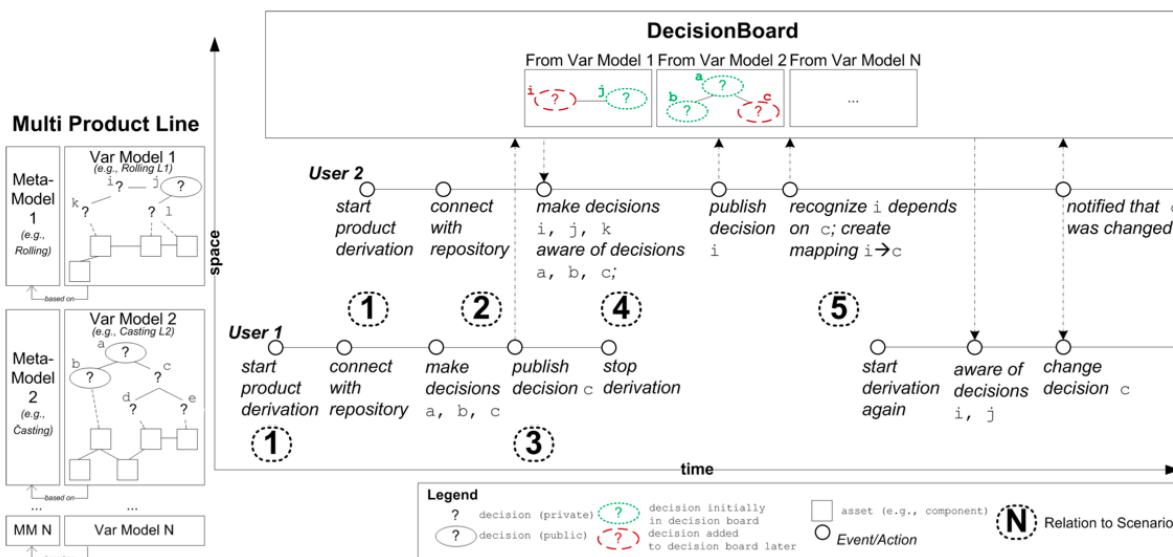 DecisionBoard
From Var Model 1
From Var Model 2
From Var Model N
i ?
j ?
a ?
b ?
c ?
...
Multi Product Line
Meta-
Model
1
(e.g.,
Rolling)
Var Model 1
(e.g., Rolling L1)
i ?
j ?
k ?
? l
based on
Meta-
Model
2
(e.g.,
Casting)
Var Model 2
(e.g., Casting L2)
a ?
b ?
c ?
d ?
e ?
based on
...
...
MM N
Var Model N
space
User 2
start
product
derivation
connect
with
repository
make decisions
i, j, k
aware of decisions
a, b, c;
publish
decision
i
recognize i depends
on c; create
mapping i→c
notified that
was changed
1
2
4
5
User 1
start
product
derivation
connect
with
repository
make
decisions
a, b, c
publish
decision c
stop
derivation
start
derivation
again
aware of
decisions
i, j
change
decision c
1
3
time
Legend
? decision (private)
? decision (public)
? decision initially
in decision board
? decision added
to decision board later
asset (e.g., component)
Event/Action
N Relation to Scenario